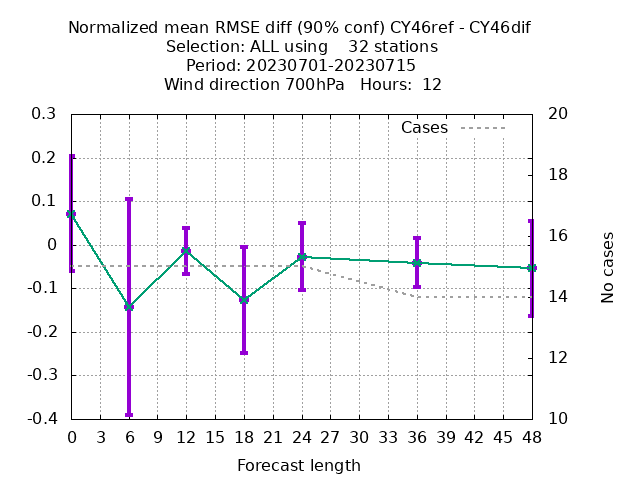 Normalized mean RMSE diff (90% conf) CY46ref - CY46dif
Selection: ALL using    32 stations
Period: 20230701-20230715
Wind direction 700hPa   Hours:  12
Cases
0.3
0.2
0.1
0
-0.1
-0.2
-0.3
-0.4
20
18
16
14
12
10
No cases
0 3 6 9 12 15 18 21 24 27 30 33 36 39 42 45 48
Forecast length